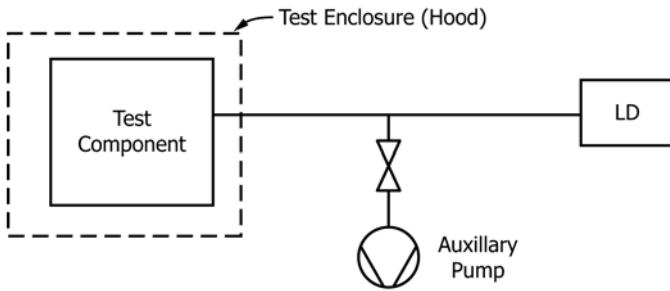 Test Enclosure (Hood)
Test
Component
LD
Auxillary
Pump